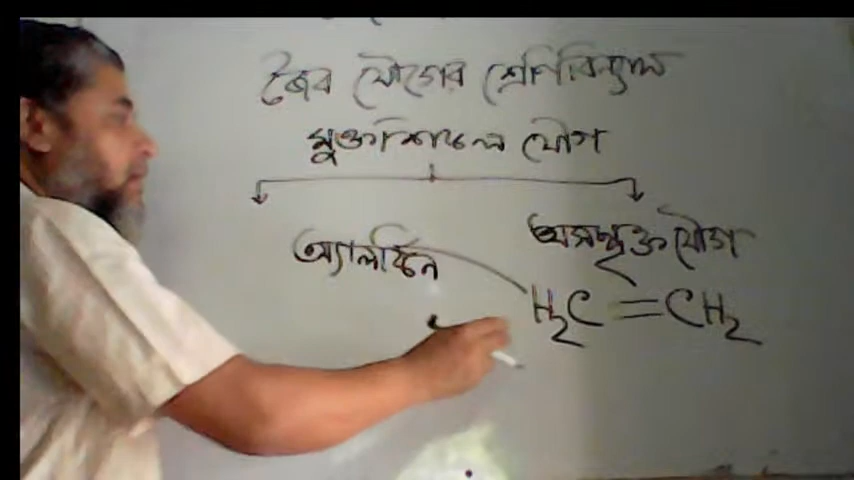 জৈব যৌগের শ্রেণিবিন্যাস
মুক্তশিকল যৌগ
অসম্পৃক্ত যৌগ
অ্যালকিন
H₂C=CH₂